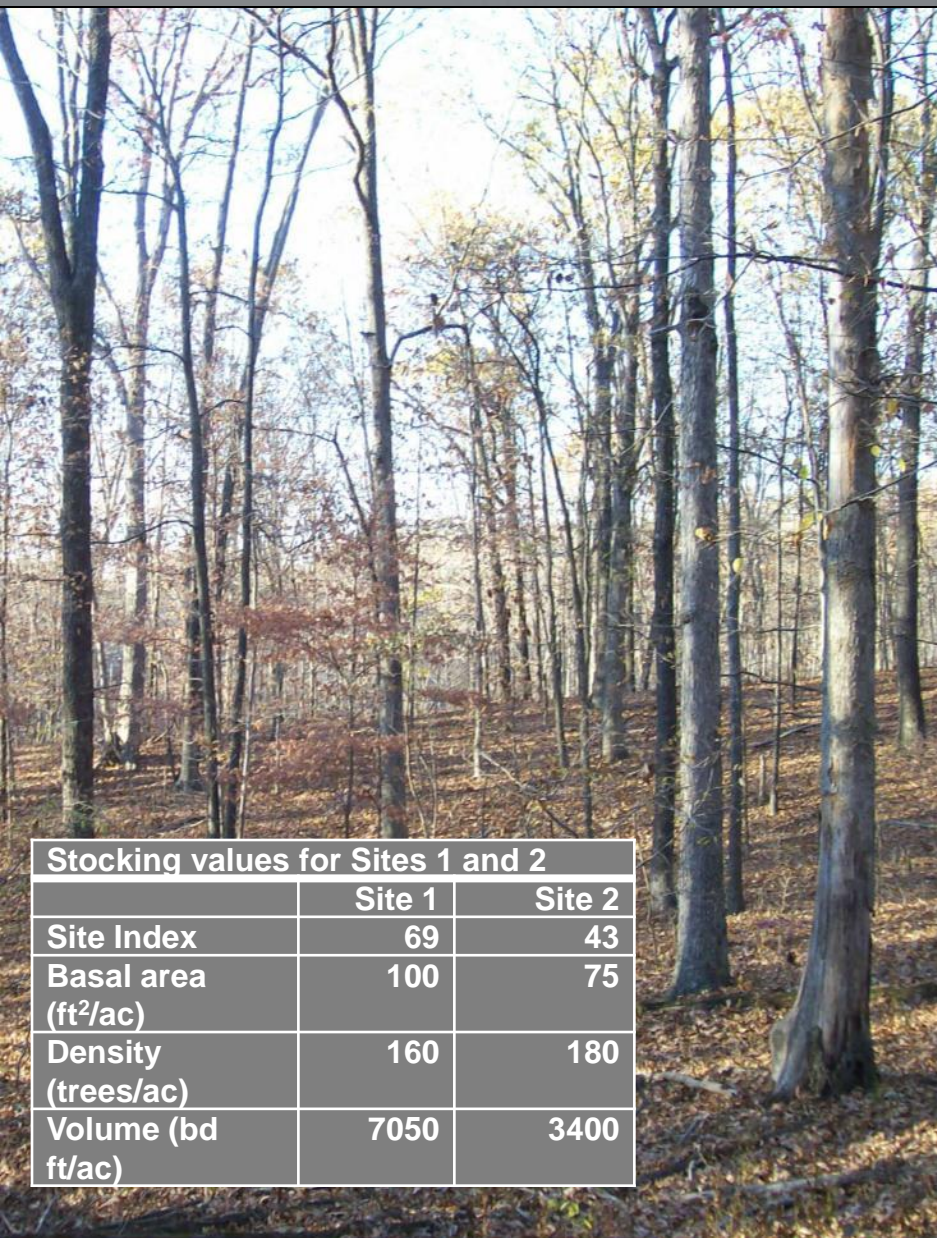 Stocking values for Sites 1 and 2
Site 1 Site 2
Site Index 69 43
Basal area 100 75
(ft²/ac)
Density 160 180
(trees/ac)
Volume (bd 7050 3400
ft/ac)